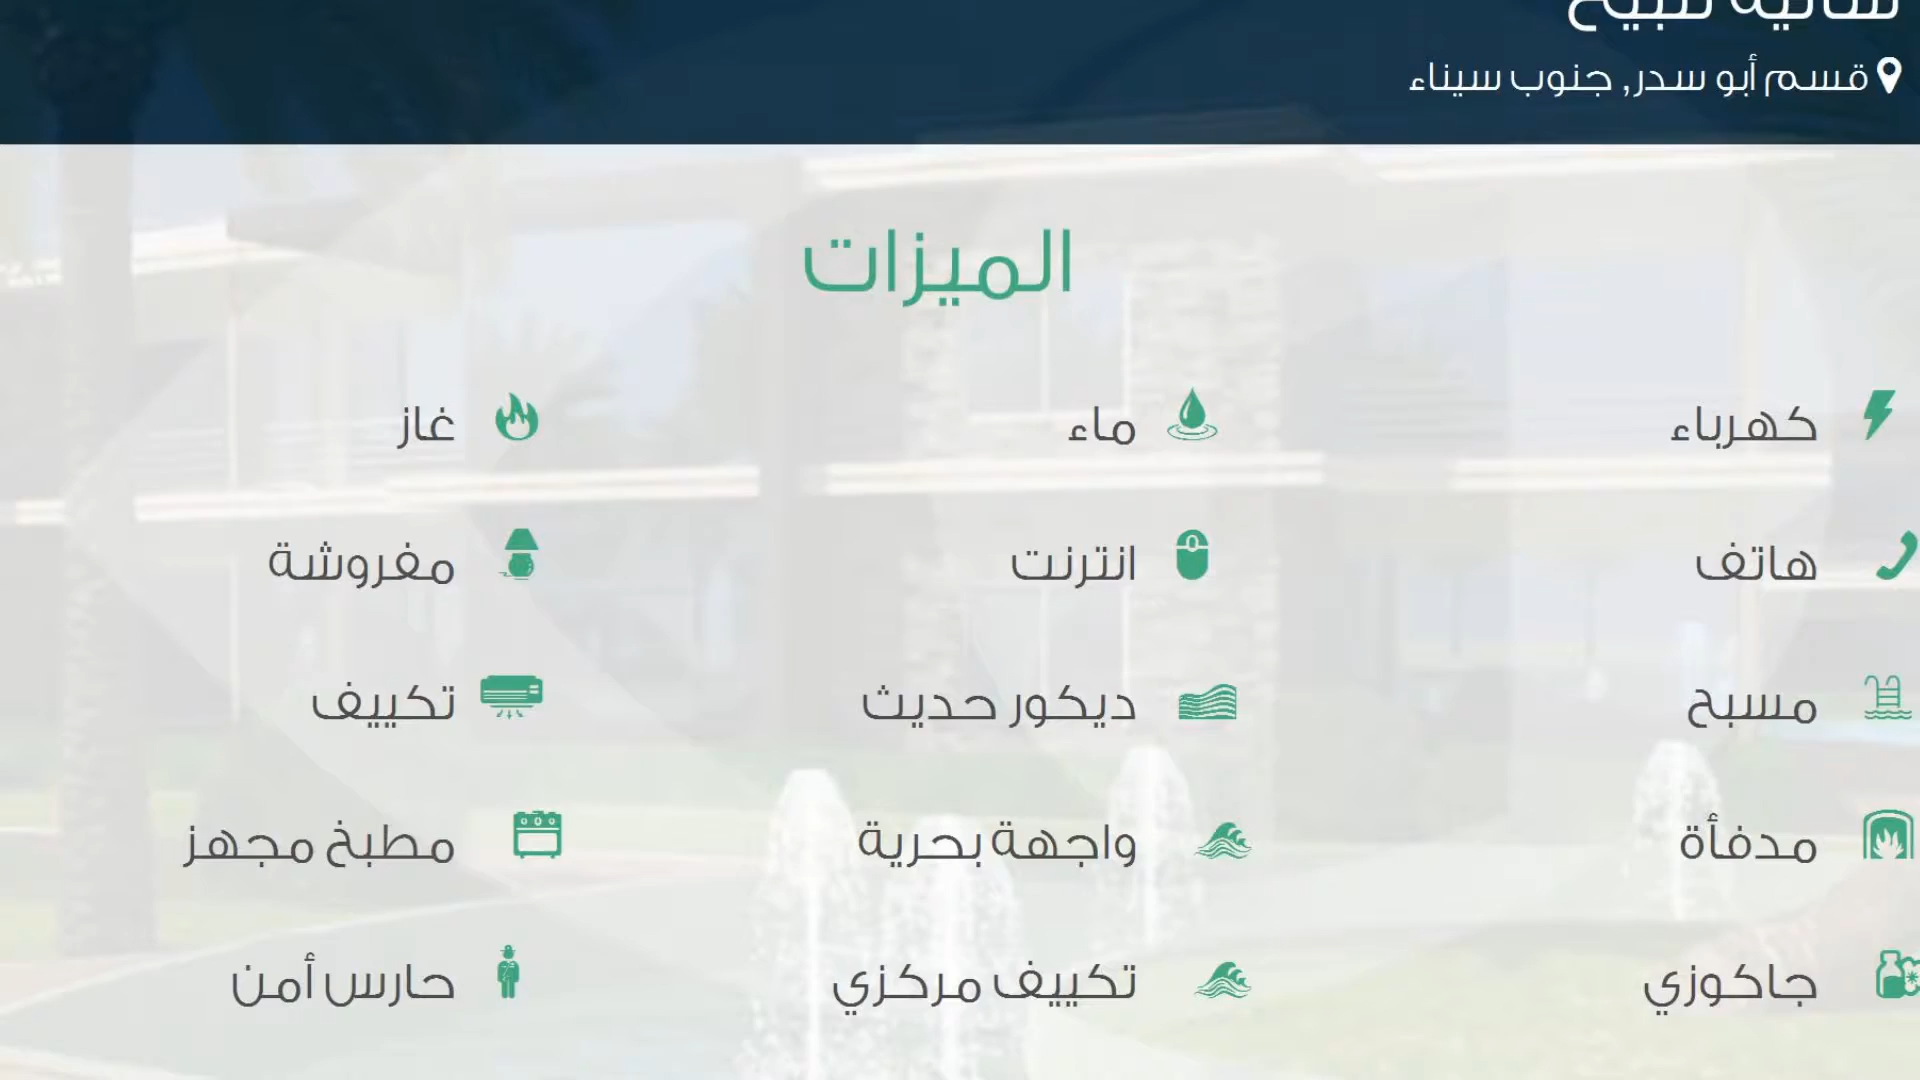 قسم أبو سدر, جنوب سيناء
الميزات
كهرباء
ماء
غاز
هاتف
انترنت
مفروشة
مسبح
ديكور حديث
تكييف
مدفأة
واجهة بحرية
مطبخ مجهز
جاكوزي
تكييف مركزي
حارس أمن